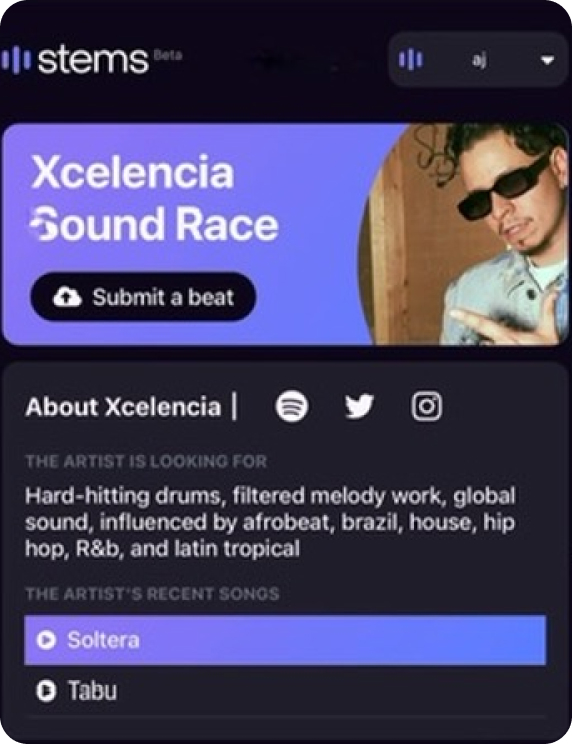 stems Beta
aj
Xcelencia
Sound Race
Submit a beat
About Xcelencia |
THE ARTIST IS LOOKING FOR
Hard-hitting drums, filtered melody work, global
sound, influenced by afrobeat, brazil, house, hip
hop, R&b, and latin tropical
THE ARTIST'S RECENT SONGS
Soltera
Tabu